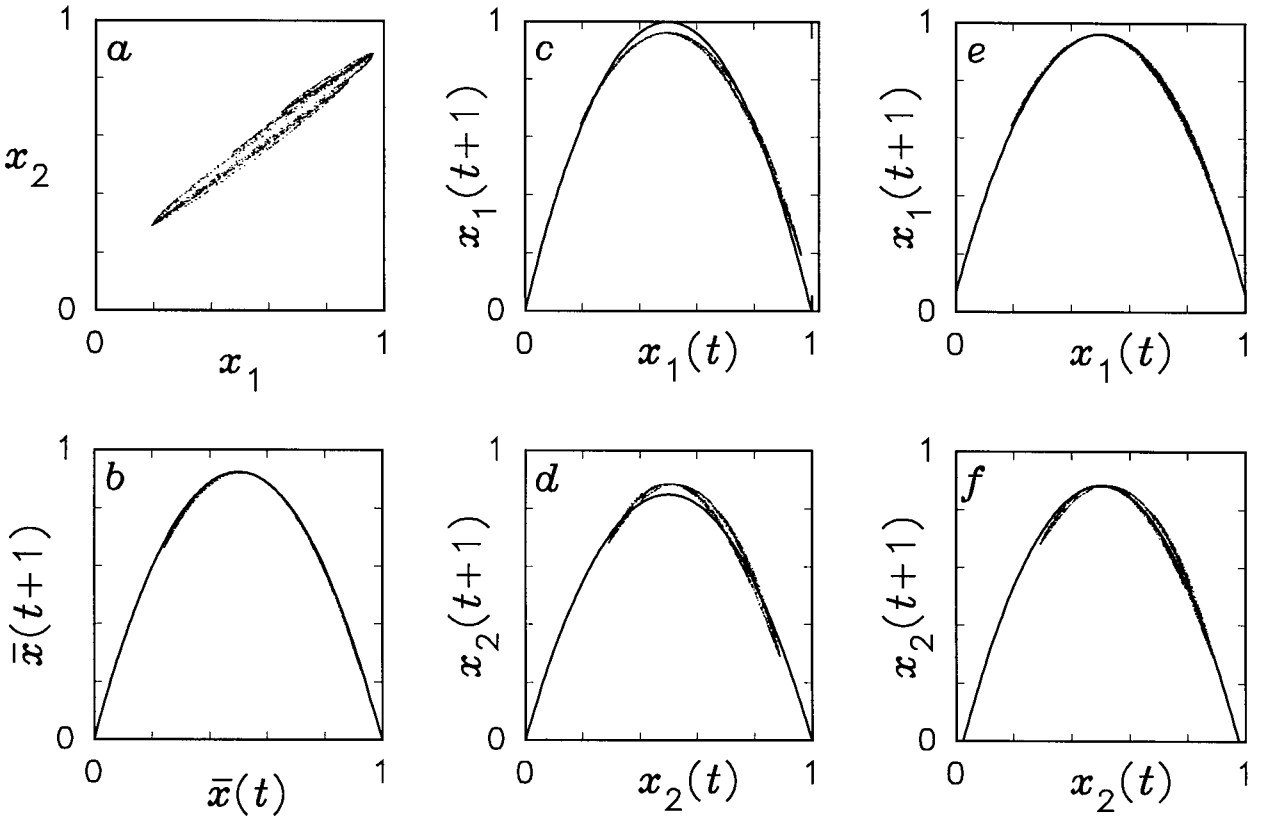 a
1
x₂
0
0
1
x₁
c
1
x₁(t+1)
0
0
1
x₁(t)
e
1
x₁(t+1)
0
0
1
x₁(t)
b
1
x̄(t+1)
0
0
1
x̄(t)
d
1
x₂(t+1)
0
0
1
x₂(t)
f
1
x₂(t+1)
0
0
1
x₂(t)